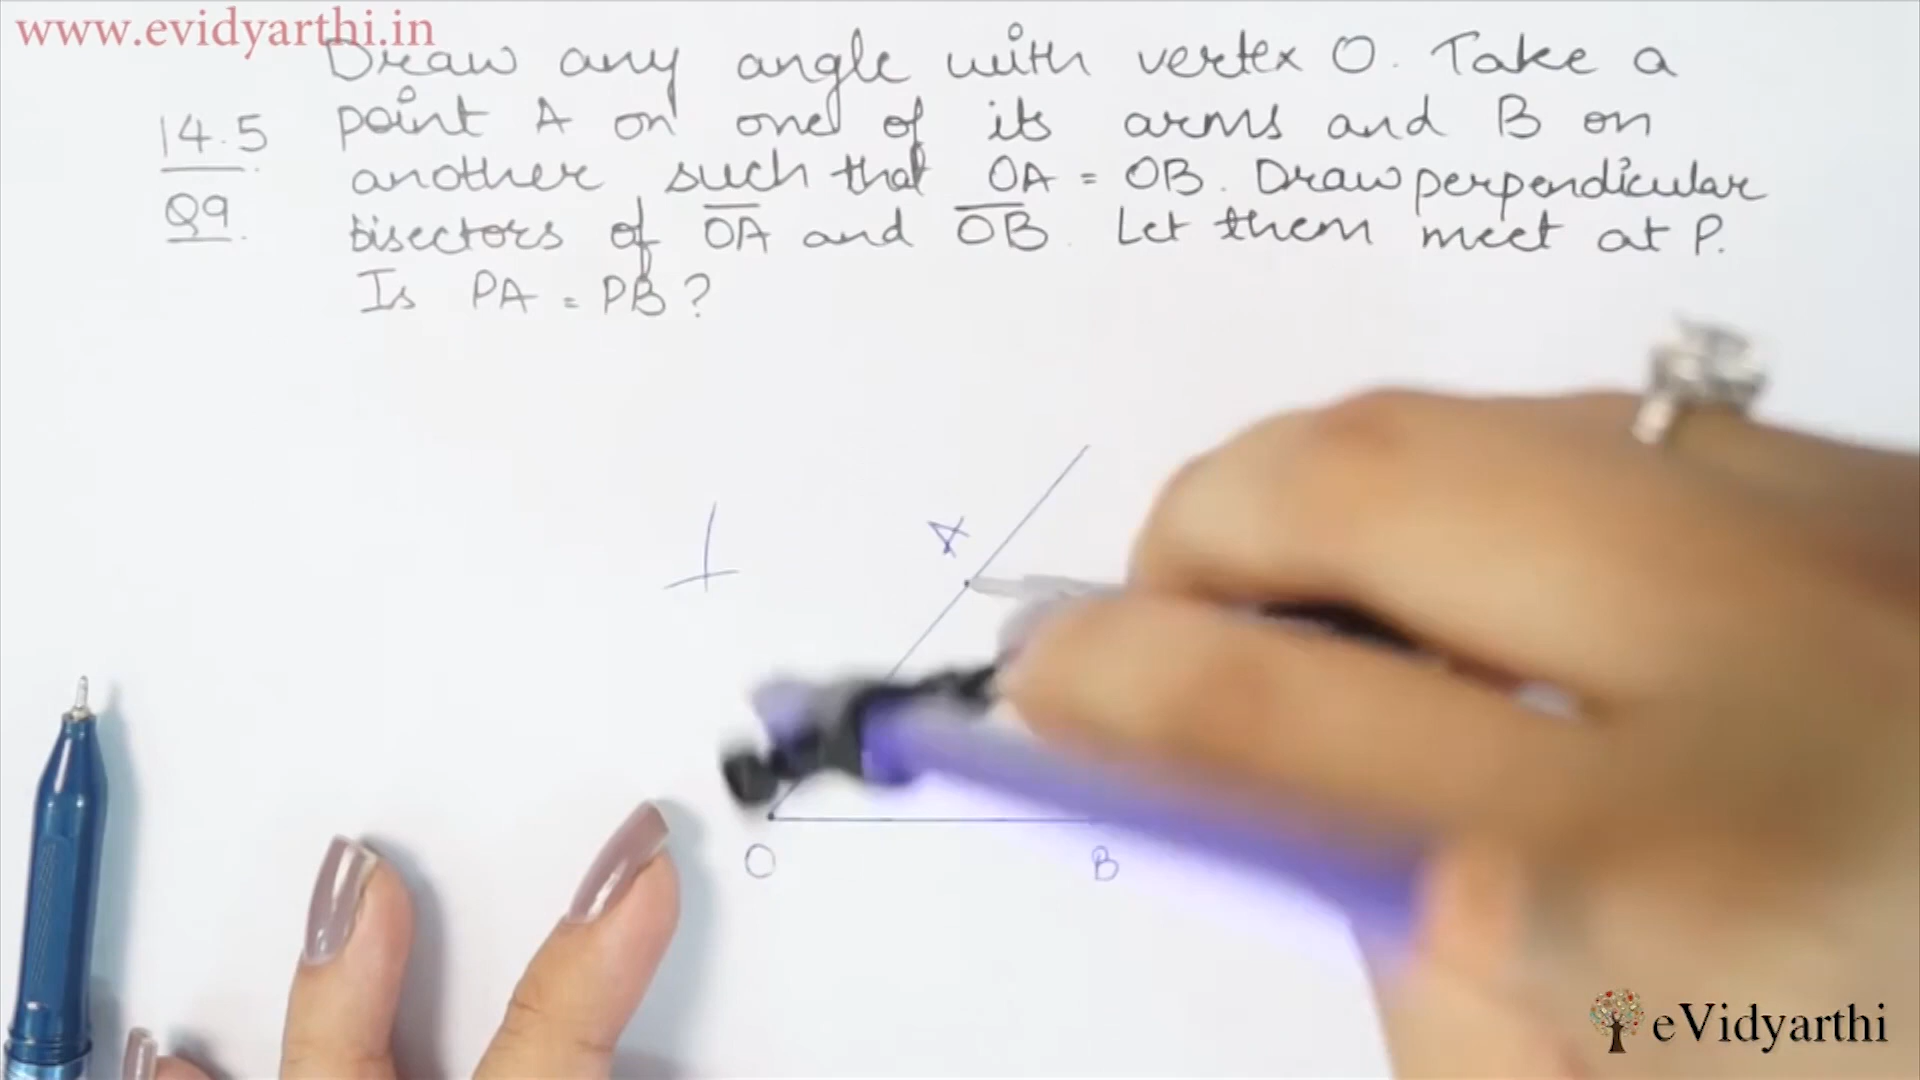 www.evidyarthi.in
Draw any angle with vertex O. Take a
14.5 point A on one of its arms and B on
another such that OA = OB. Draw perpendicular
Q9. bisectors of OA and OB. Let them meet at P.
Is PA = PB?
A
O
B
eVidyarthi